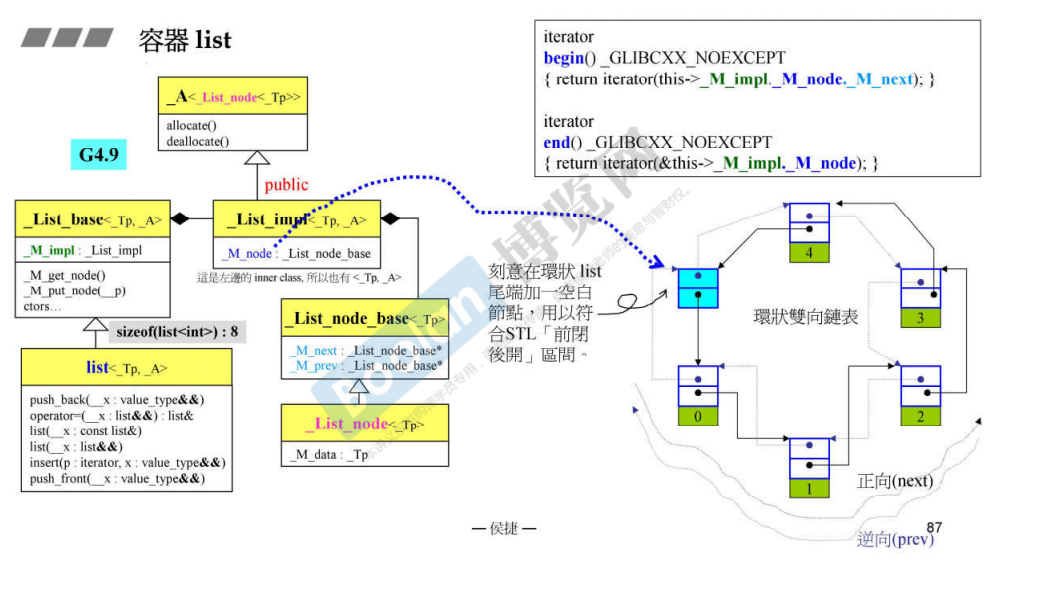 容器 list
iterator
begin() _GLIBCXX_NOEXCEPT
{ return iterator(this->_M_impl._M_node._M_next); }
iterator
end() _GLIBCXX_NOEXCEPT
{ return iterator(&this->_M_impl._M_node); }
_A<_List_node<_Tp>>
allocate()
deallocate()
G4.9
public
_List_base<_Tp, _A>
_M_impl : _List_impl
_M_get_node()
_M_put_node(__p)
ctors…
_List_impl<_Tp, _A>
_M_node : _List_node_base
這是左邊的 inner class, 所以也有 <_Tp, _A>
sizeof(list<int>) : 8
list<_Tp, _A>
push_back(__x : value_type&&)
operator=(__x : list&&) : list&
list(__x : const list&)
list(__x : list&&)
insert(p : iterator, x : value_type&&)
push_front(__x : value_type&&)
_List_node_base<_Tp>
_M_next : _List_node_base*
_M_prev : _List_node_base*
_List_node<_Tp>
_M_data : _Tp
刻意在環狀 list
尾端加一空白
節點，用以符
合STL「前閉
後開」區間。
環狀雙向鏈表
4
3
0
2
1
正向(next)
逆向(prev)
— 侯捷 —
87
Boolan
博览网